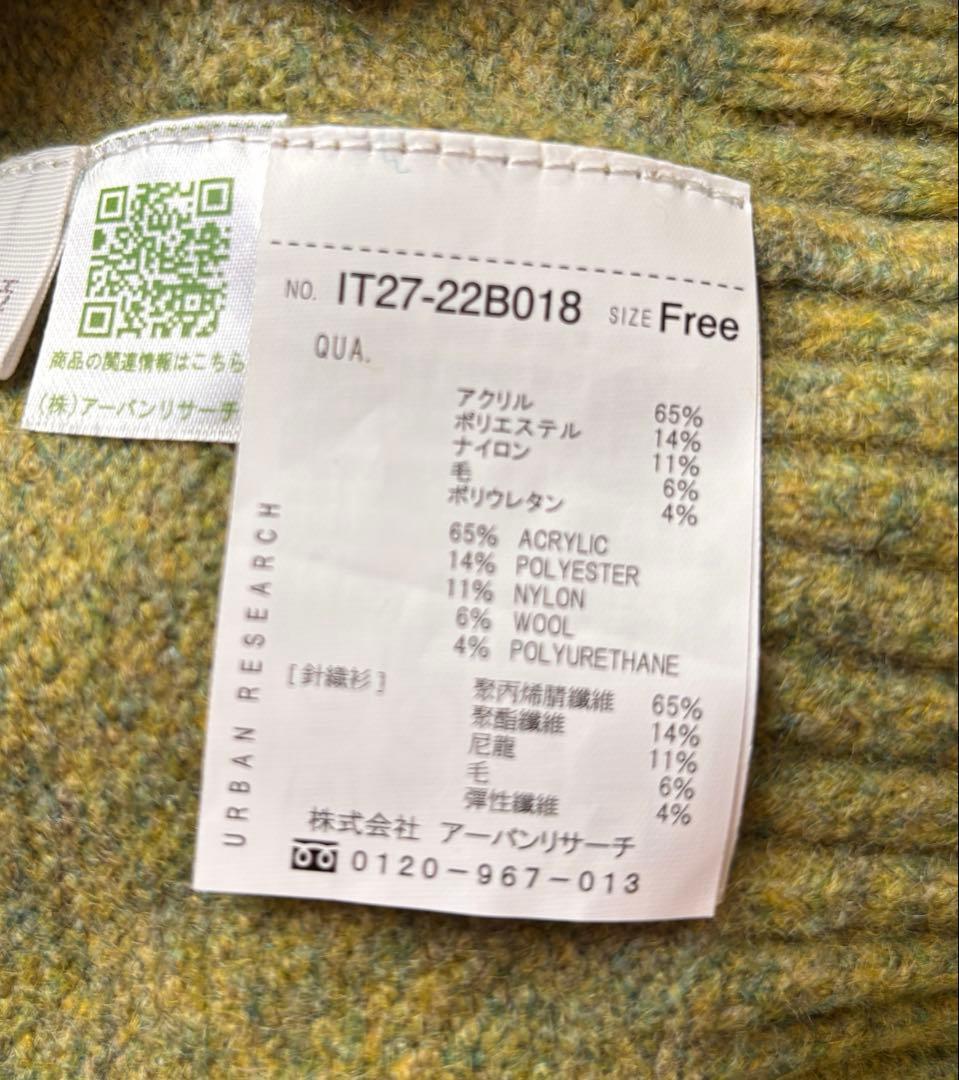 商品の関連情報はこちら
(株)アーバンリサーチ
NO. IT27-22B018 SIZE Free
QUA.
アクリル 65%
ポリエステル 14%
ナイロン 11%
毛 6%
ポリウレタン 4%
65% ACRYLIC
14% POLYESTER
11% NYLON
6% WOOL
4% POLYURETHANE
[針織衫]
聚丙烯腈纖維 65%
聚酯纖維 14%
尼龍 11%
毛 6%
彈性纖維 4%
URBAN RESEARCH
株式会社 アーバンリサーチ
0120-967-013